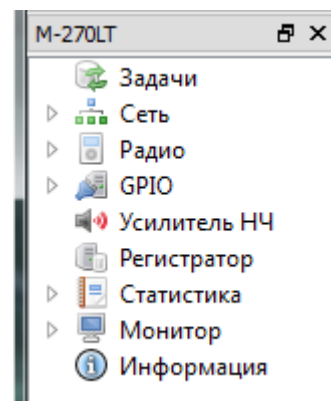 M-270LT
Задачи
Сеть
Радио
GPIO
Усилитель НЧ
Регистратор
Статистика
Монитор
Информация